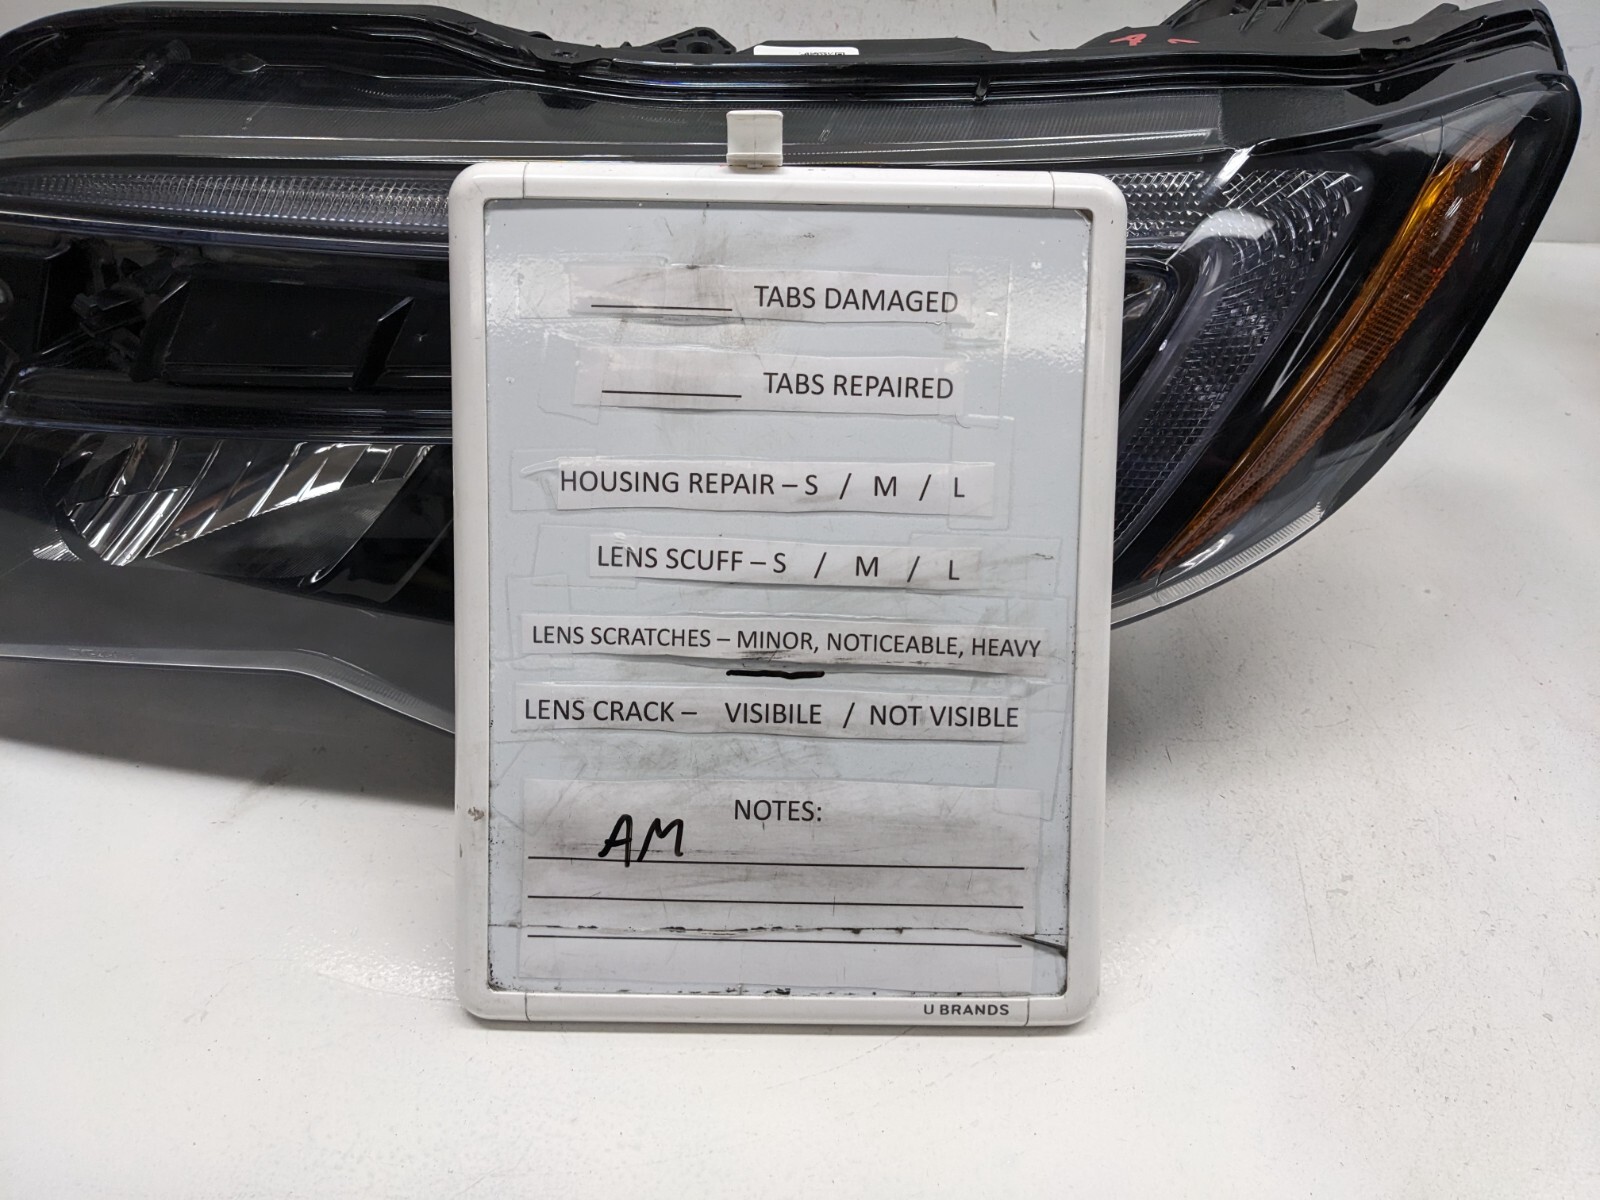 TABS DAMAGED
TABS REPAIRED
HOUSING REPAIR – S / M / L
LENS SCUFF – S / M / L
LENS SCRATCHES – MINOR, NOTICEABLE, HEAVY
LENS CRACK – VISIBILE / NOT VISIBLE
NOTES:
AM
U BRANDS